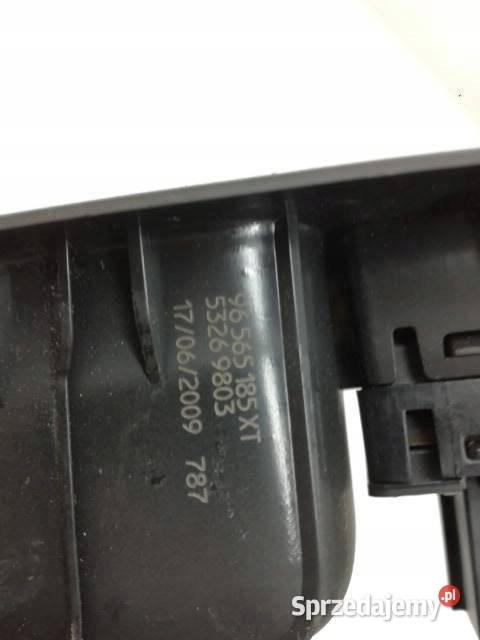 96 565 185 XT
5326 9803
17/06/2009 787
Sprzedajemy.pl